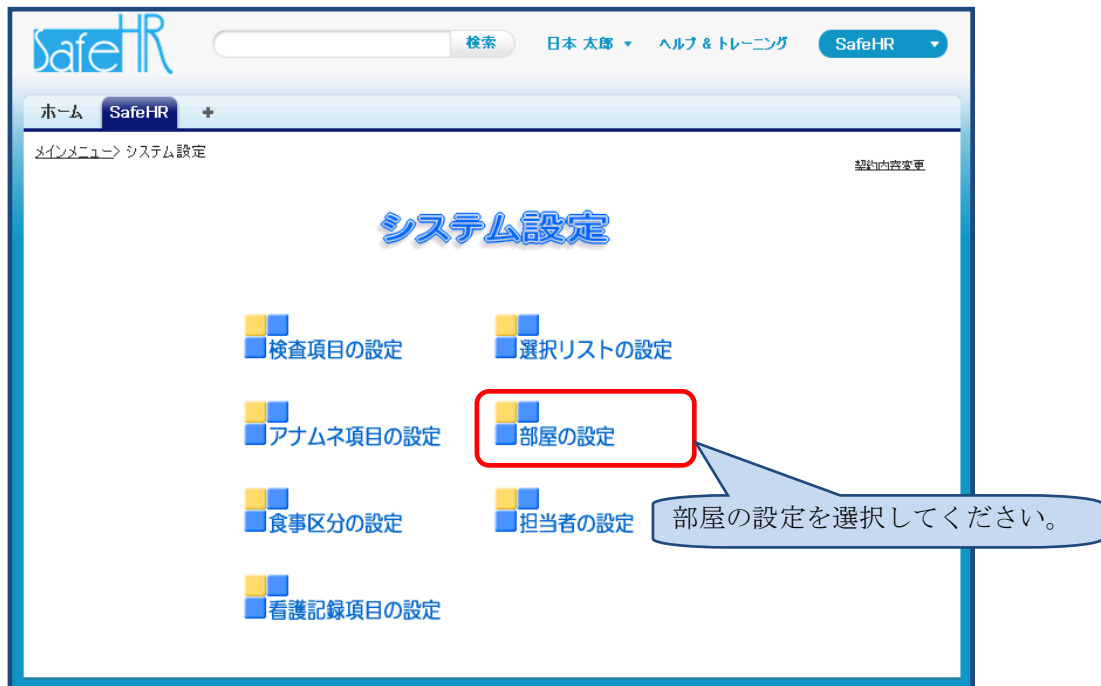 SafeHR
検索 日本 太郎 ヘルプ & トレーニング SafeHR
ホーム SafeHR +
メインメニュー> システム設定
契約内容変更
システム設定
検査項目の設定 選択リストの設定
アナムネ項目の設定 部屋の設定
部屋の設定を選択してください。
食事区分の設定 担当者の設定
看護記録項目の設定